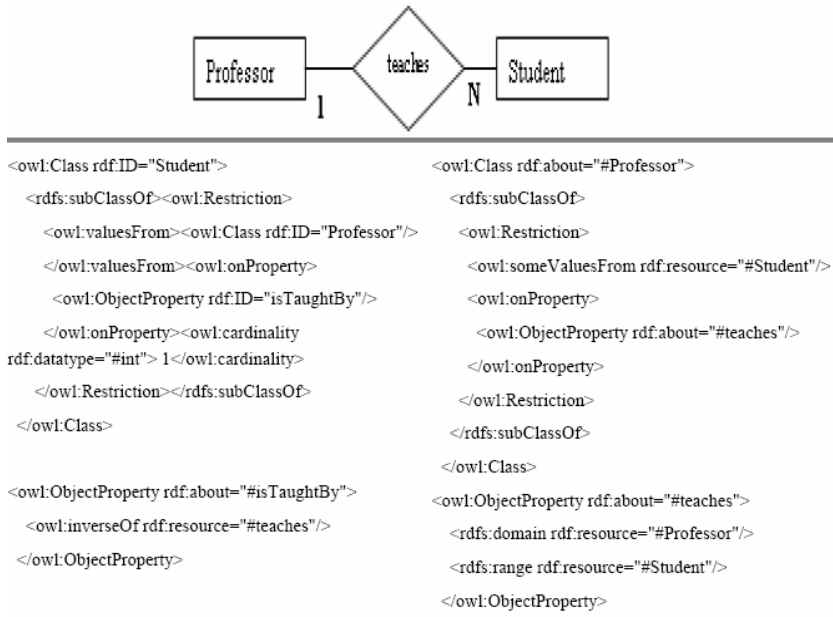 Professor
teaches
Student
1
N
<owl:Class rdf:ID="Student">
<rdfs:subClassOf><owl:Restriction>
<owl:valuesFrom><owl:Class rdf:ID="Professor"/>
</owl:valuesFrom><owl:onProperty>
<owl:ObjectProperty rdf:ID="isTaughtBy"/>
</owl:onProperty><owl:cardinality
rdf:datatype="#int"> 1</owl:cardinality>
</owl:Restriction></rdfs:subClassOf>
</owl:Class>
<owl:ObjectProperty rdf:about="#isTaughtBy">
<owl:inverseOf rdf:resource="#teaches"/>
</owl:ObjectProperty>
<owl:Class rdf:about="#Professor">
<rdfs:subClassOf>
<owl:Restriction>
<owl:someValuesFrom rdf:resource="#Student"/>
<owl:onProperty>
<owl:ObjectProperty rdf:about="#teaches"/>
</owl:onProperty>
</owl:Restriction>
</rdfs:subClassOf>
</owl:Class>
<owl:ObjectProperty rdf:about="#teaches">
<rdfs:domain rdf:resource="#Professor"/>
<rdfs:range rdf:resource="#Student"/>
</owl:ObjectProperty>